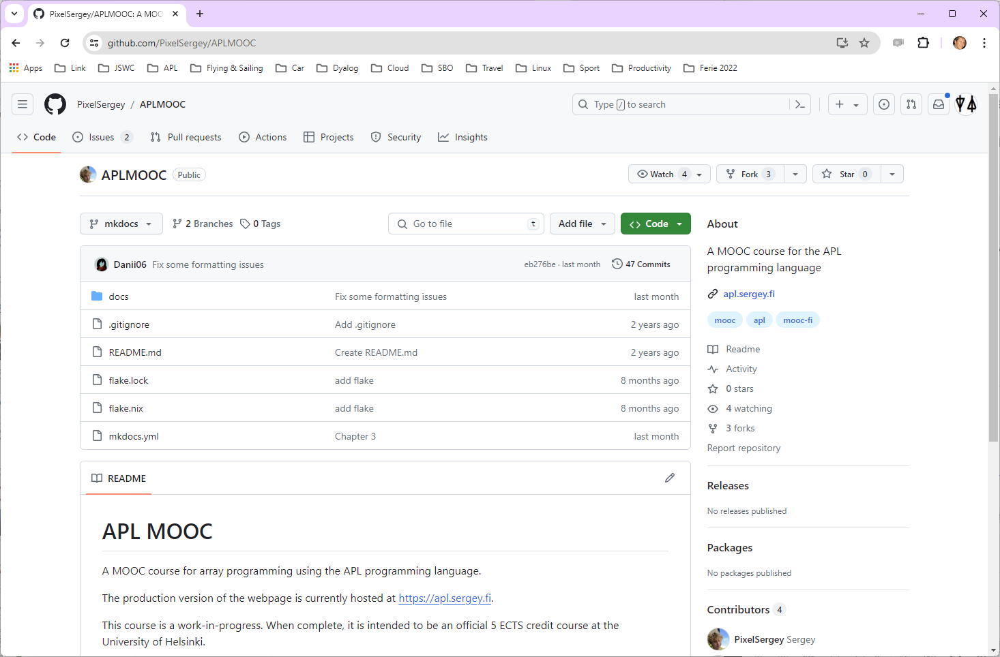 PixelSergey/APLMOOC: A MOO
github.com/PixelSergey/APLMOOC
Apps Link JSWC APL Flying & Sailing Car Dyalog Cloud SBO Travel Linux Sport Productivity Ferie 2022
PixelSergey / APLMOOC
Type / to search
Code Issues 2 Pull requests Actions Projects Security Insights
APLMOOC Public
Watch 4 Fork 3 Star 0
mkdocs 2 Branches 0 Tags
Go to file t
Add file
Code
Danii06 Fix some formatting issues eb276be · last month 47 Commits
docs Fix some formatting issues last month
.gitignore Add .gitignore 2 years ago
README.md Create README.md 2 years ago
flake.lock add flake 8 months ago
flake.nix add flake 8 months ago
mkdocs.yml Chapter 3 last month
README
APL MOOC
A MOOC course for array programming using the APL programming language.
The production version of the webpage is currently hosted at https://apl.sergey.fi.
This course is a work-in-progress. When complete, it is intended to be an official 5 ECTS credit course at the
University of Helsinki.
About
A MOOC course for the APL
programming language
apl.sergey.fi
mooc apl mooc-fi
Readme
Activity
0 stars
4 watching
3 forks
Report repository
Releases
No releases published
Packages
No packages published
Contributors 4
PixelSergey Sergey